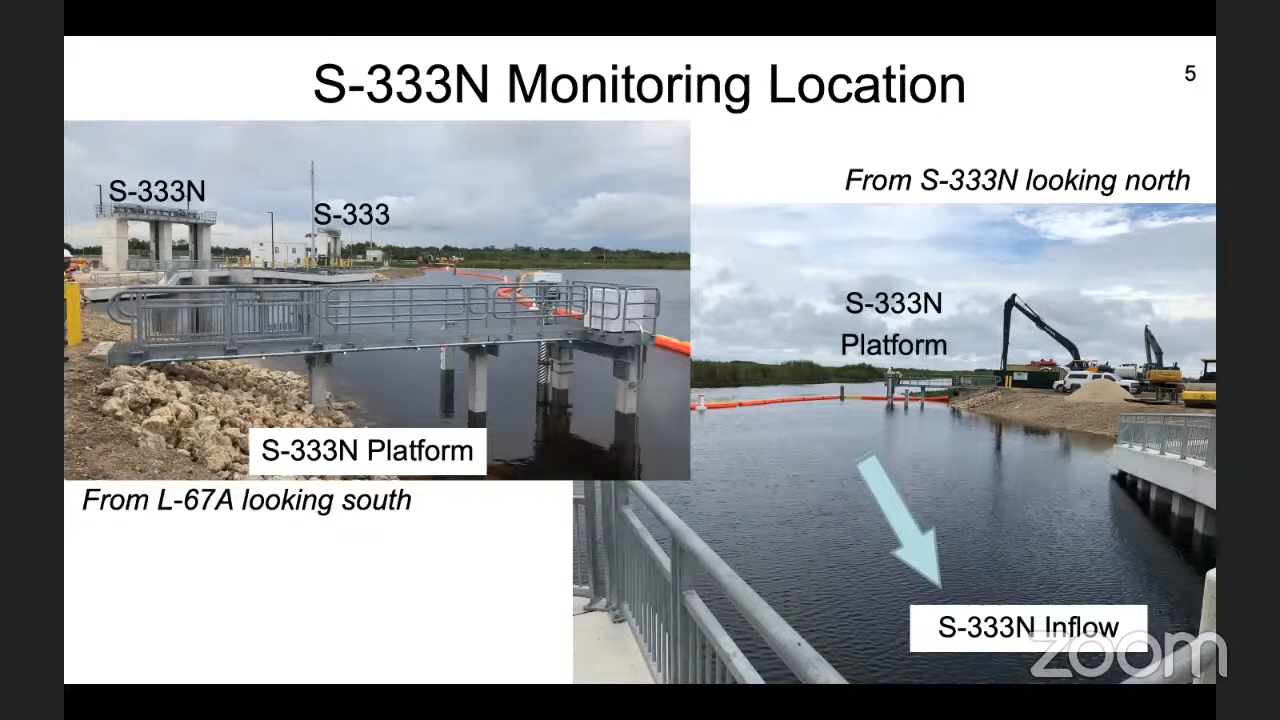 S-333N Monitoring Location
5
S-333N
S-333
From S-333N looking north
S-333N
Platform
S-333N Platform
From L-67A looking south
S-333N Inflow
zoom